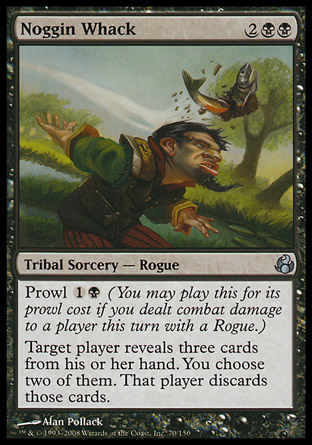 Noggin Whack 2
Tribal Sorcery — Rogue
Prowl 1 (You may play this for its
prowl cost if you dealt combat damage
to a player this turn with a Rogue.)
Target player reveals three cards
from his or her hand. You choose
two of them. That player discards
those cards.
Alan Pollack
™ & © 1993–2008 Wizards of the Coast, Inc. 70/150